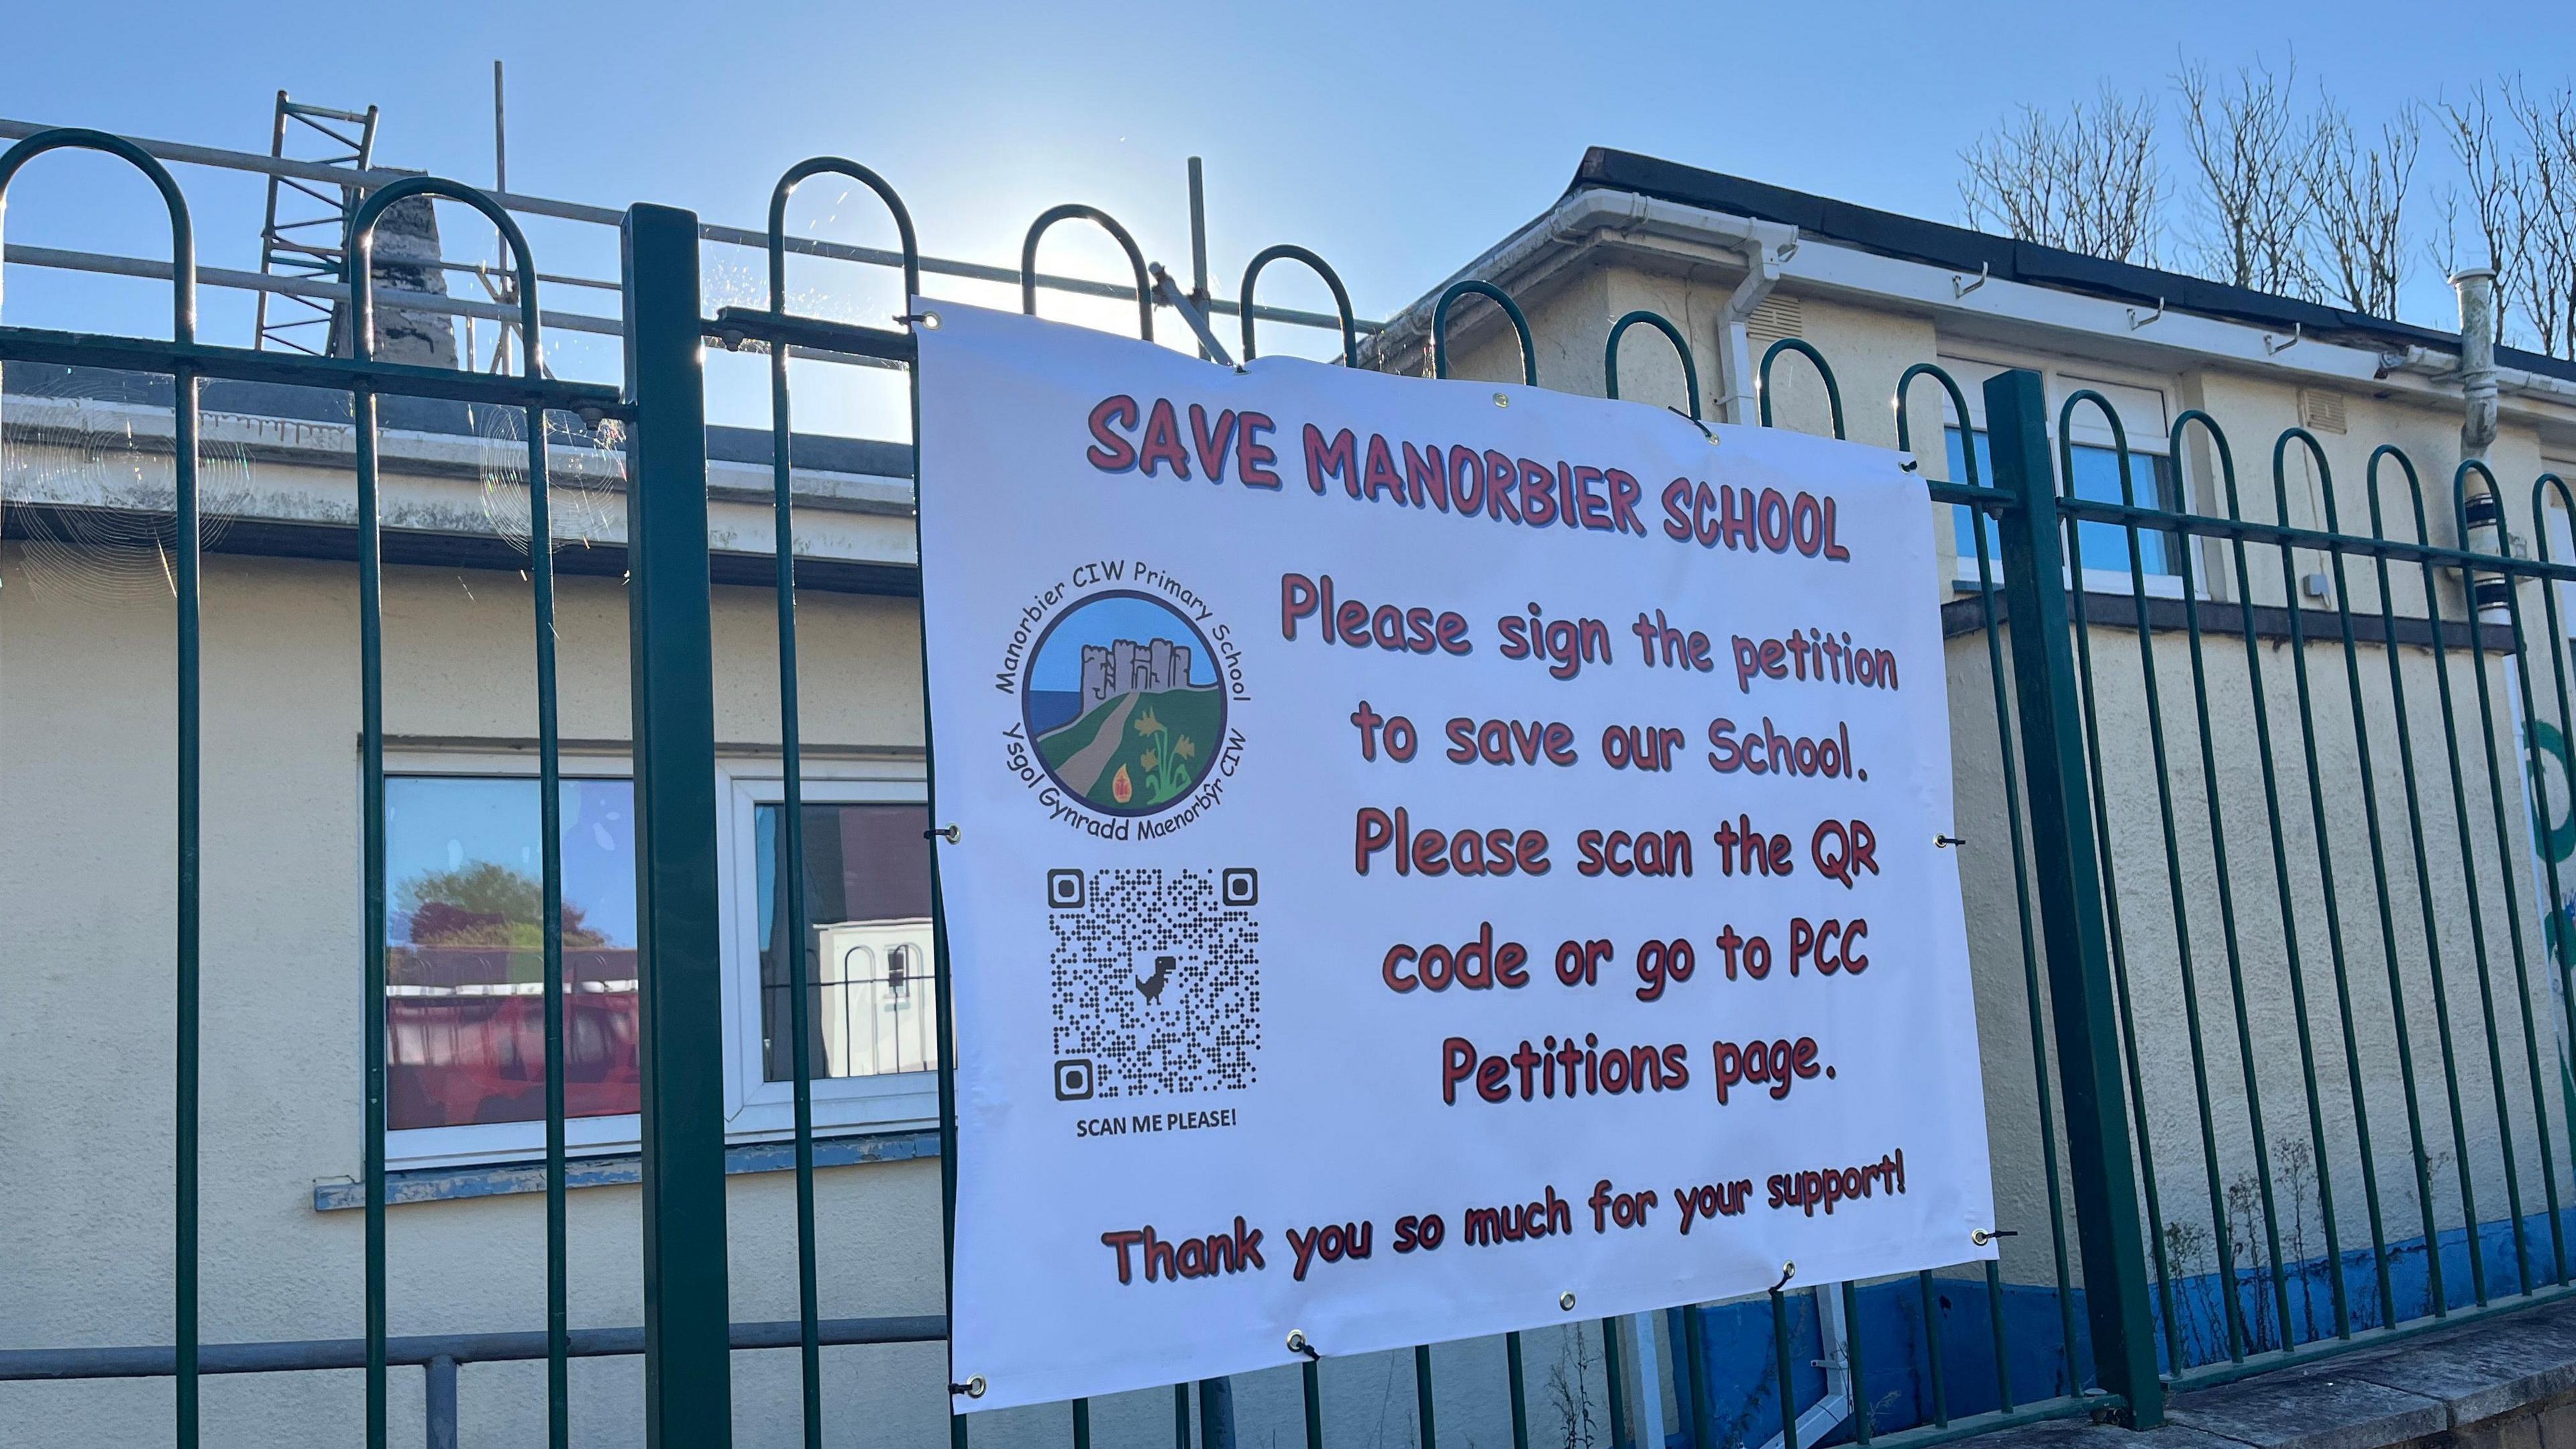 SAVE MANORBIER SCHOOL
Manorbier CIW Primary School
Ysgol Gynradd Maenorbŷr CIW
Please sign the petition
to save our School.
Please scan the QR
code or go to PCC
Petitions page.
SCAN ME PLEASE!
Thank you so much for your support!